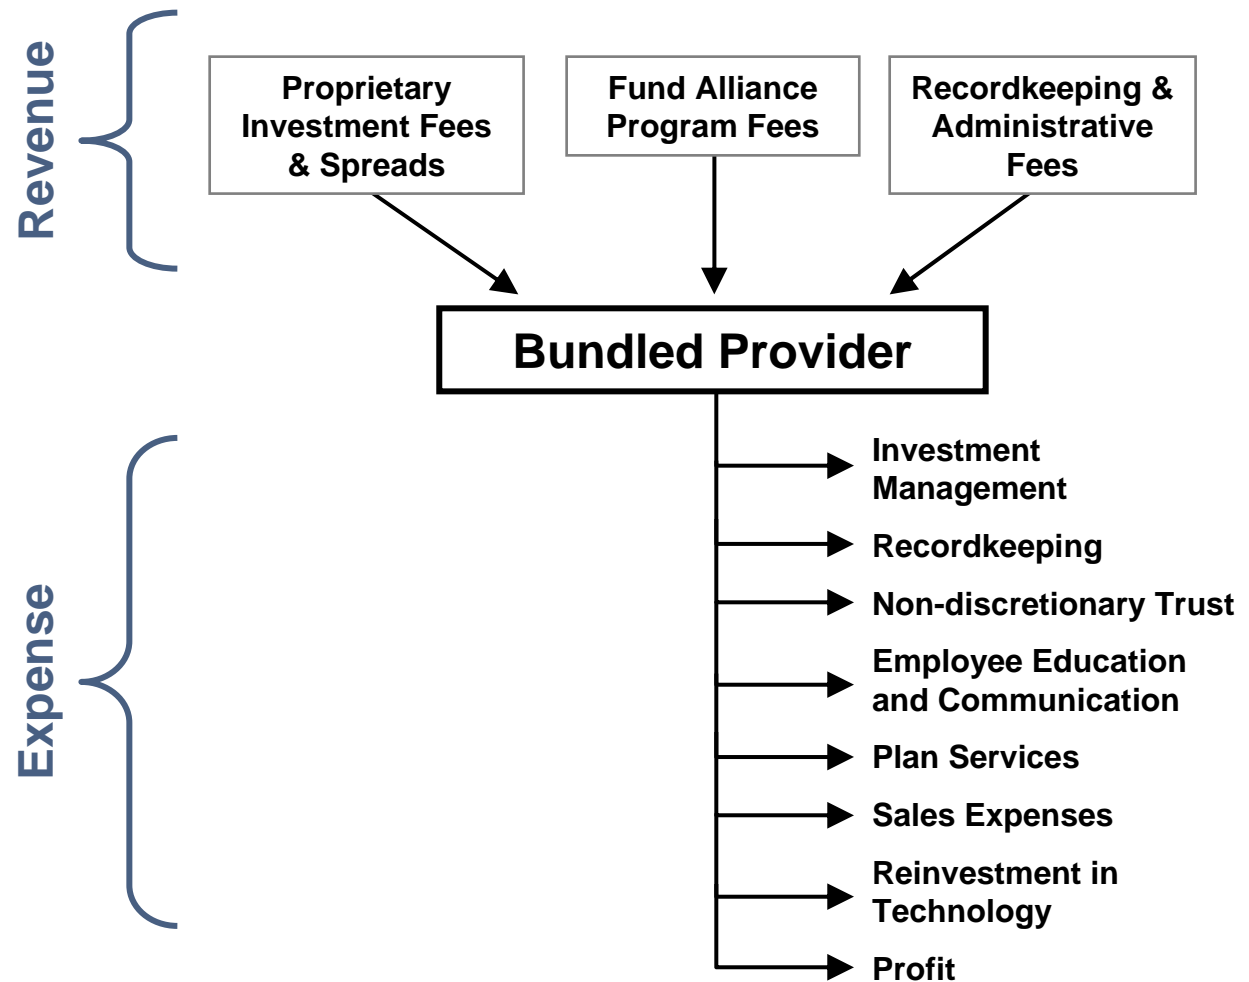 Revenue
Proprietary
Investment Fees
& Spreads
Fund Alliance
Program Fees
Recordkeeping &
Administrative
Fees
Bundled Provider
Expense
Investment
Management
Recordkeeping
Non-discretionary Trust
Employee Education
and Communication
Plan Services
Sales Expenses
Reinvestment in
Technology
Profit